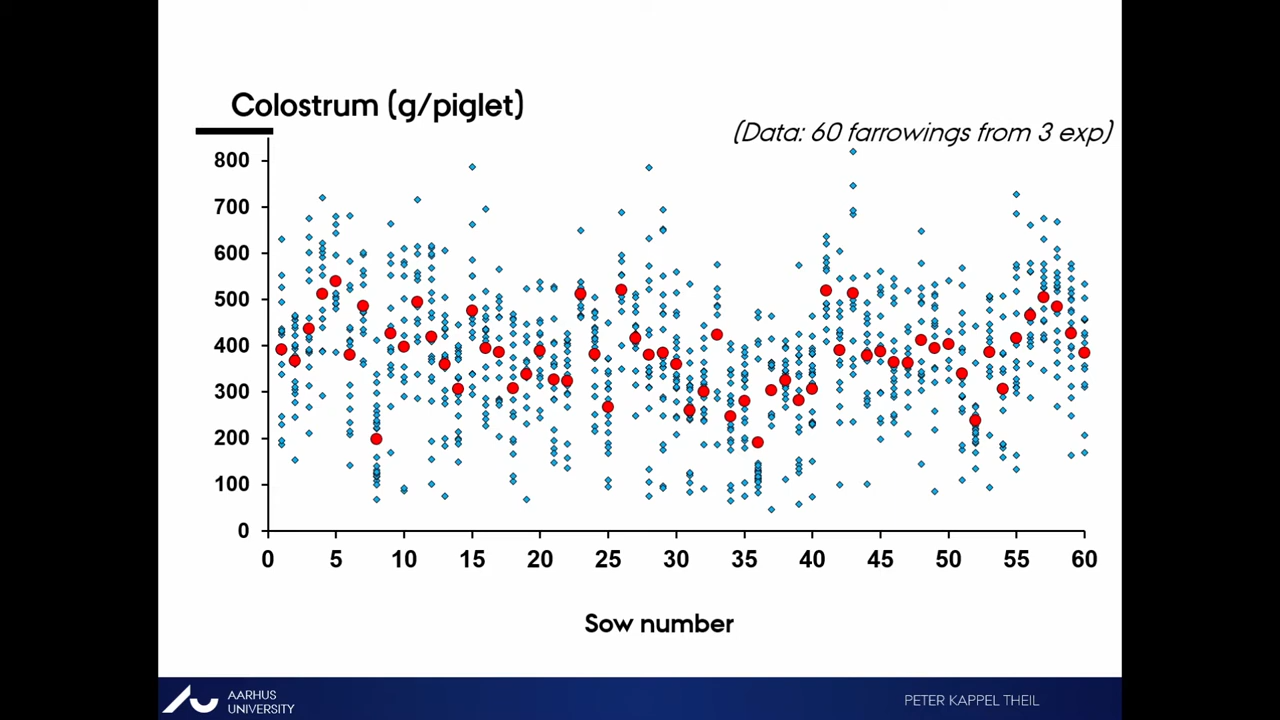 Colostrum (g/piglet)
(Data: 60 farrowings from 3 exp)
800
700
600
500
400
300
200
100
0
0 5 10 15 20 25 30 35 40 45 50 55 60
Sow number
AARHUS
UNIVERSITY
PETER KAPPEL THEIL